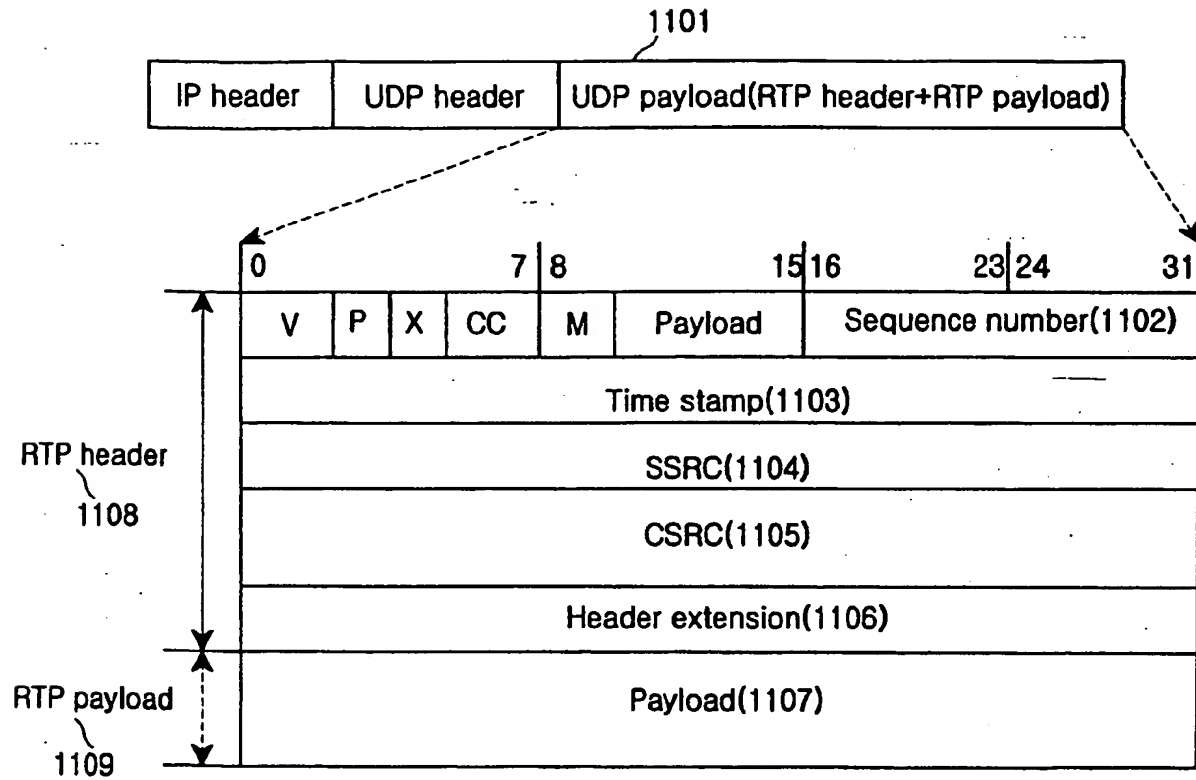 1101
IP header UDP header UDP payload(RTP header+RTP payload)
0 7 8 15 16 23 24 31
V P X CC M Payload Sequence number(1102)
Time stamp(1103)
RTP header
1108
SSRC(1104)
CSRC(1105)
Header extension(1106)
RTP payload
1109
Payload(1107)